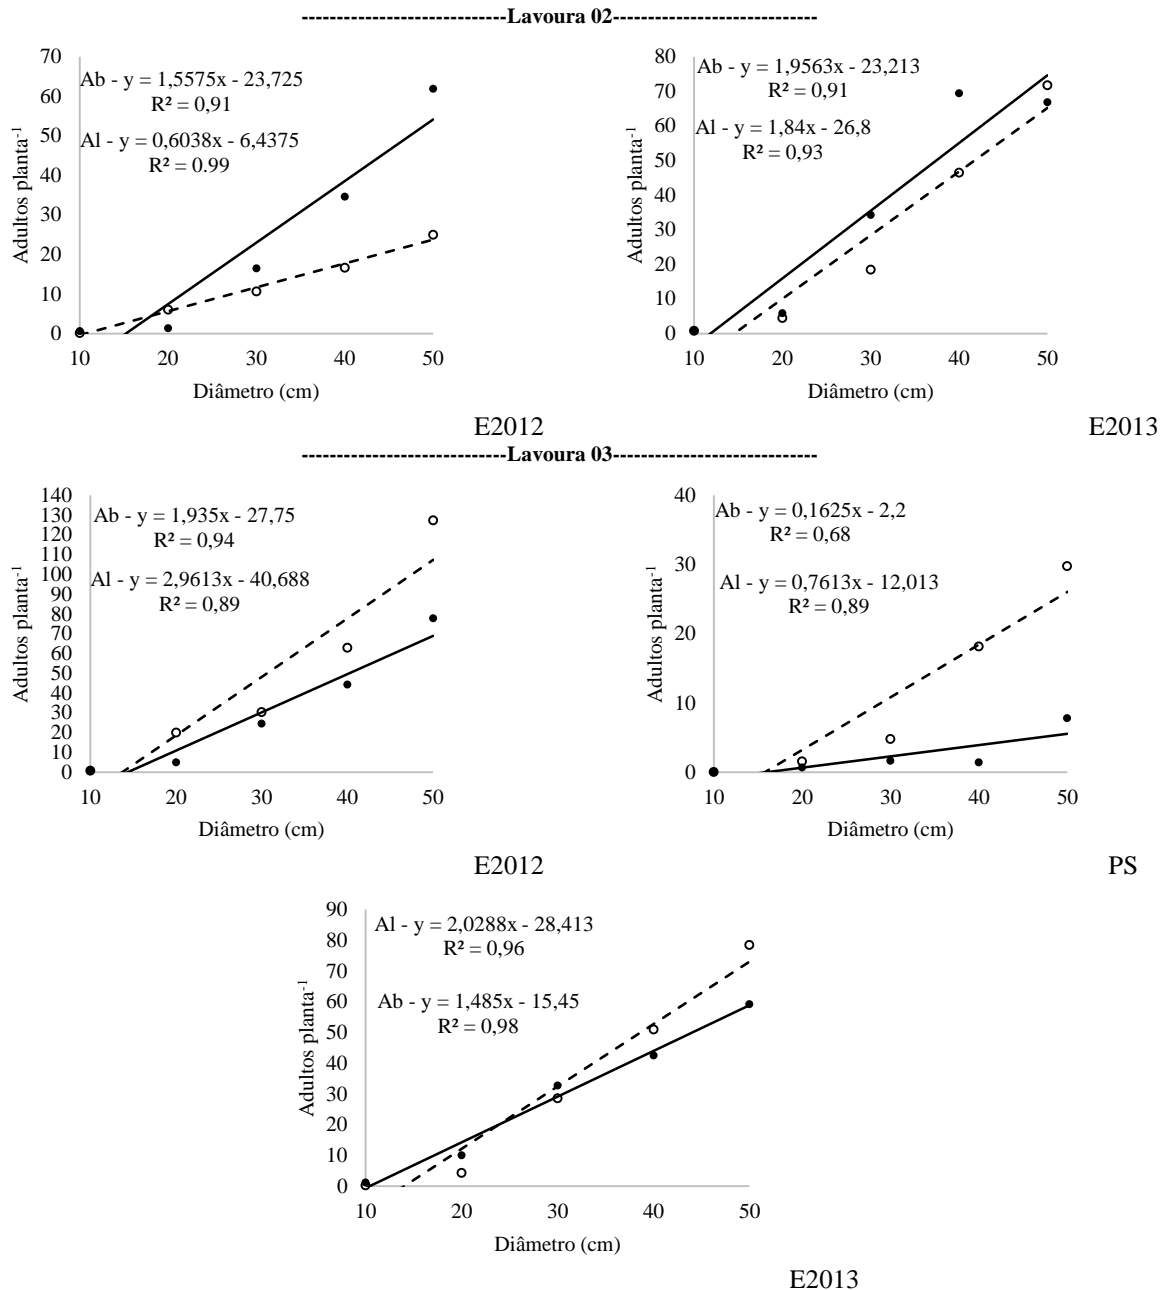 -------------------------Lavoura 02-------------------------
70
60
50
40
30
20
10
0
Adultos planta-1
Ab - y = 1,5575x - 23,725
R² = 0,91
Al - y = 0,6038x - 6,4375
R² = 0.99
10 20 30 40 50
Diâmetro (cm)
E2012
80
70
60
50
40
30
20
10
0
Adultos planta-1
Ab - y = 1,9563x - 23,213
R² = 0,91
Al - y = 1,84x - 26,8
R² = 0,93
10 20 30 40 50
Diâmetro (cm)
E2013
-------------------------Lavoura 03-------------------------
140
130
120
110
100
90
80
70
60
50
40
30
20
10
0
Adultos planta-1
Ab - y = 1,935x - 27,75
R² = 0,94
Al - y = 2,9613x - 40,688
R² = 0,89
10 20 30 40 50
Diâmetro (cm)
E2012
40
30
20
10
0
Adultos planta-1
Ab - y = 0,1625x - 2,2
R² = 0,68
Al - y = 0,7613x - 12,013
R² = 0,89
10 20 30 40 50
Diâmetro (cm)
PS
90
80
70
60
50
40
30
20
10
0
Adultos planta-1
Al - y = 2,0288x - 28,413
R² = 0,96
Ab - y = 1,485x - 15,45
R² = 0,98
10 20 30 40 50
Diâmetro (cm)
E2013